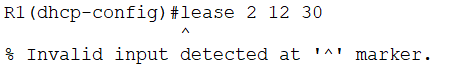 R1(dhcp-config)#lease 2 12 30
^
% Invalid input detected at '^' marker.